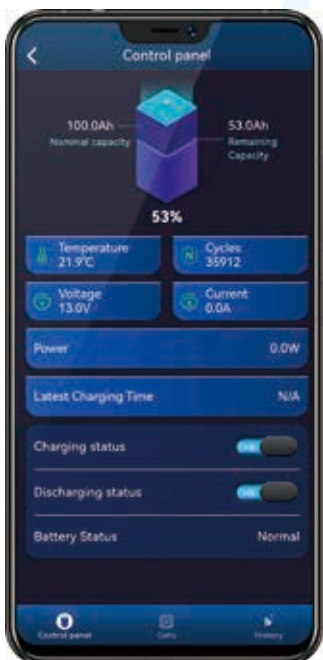 Control panel
100.0Ah
Nominal capacity
53.0Ah
Remaining
Capacity
53%
Temperature
21.9℃
Cycles
35912
Voltage
13.0V
Current
0.0A
Power
0.0W
Latest Charging Time
N/A
Charging status
Discharging status
Battery Status
Normal
Control panel
Cells
History